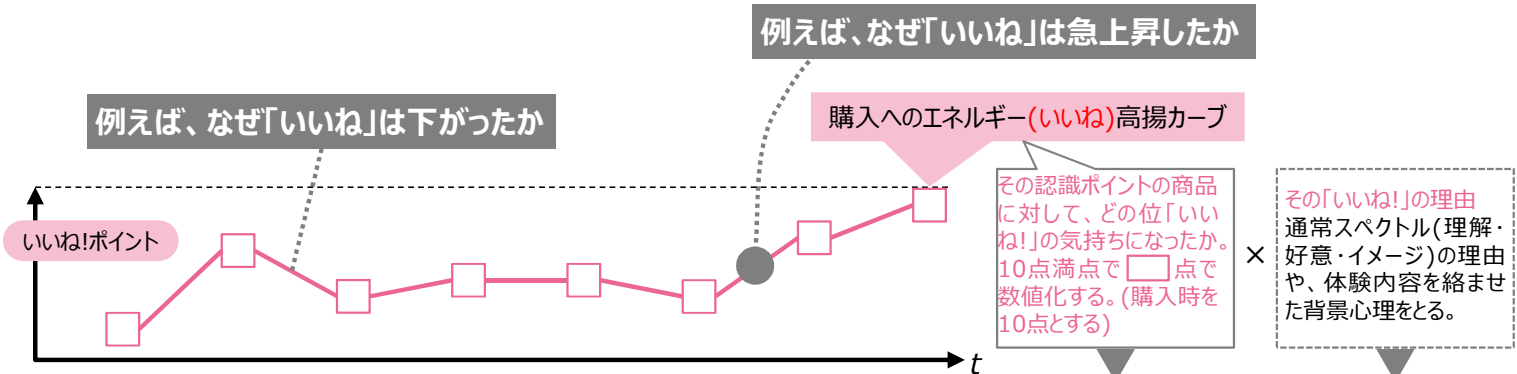 例えば、なぜ「いいね」は急上昇したか
例えば、なぜ「いいね」は下がったか
購入へのエネルギー(いいね)高揚カーブ
いいね!ポイント
その認識ポイントの商品
に対して、どの位「いい
ね!」の気持ちになったか。
10点満点で 点で
数値化する。(購入時を
10点とする)
×
その「いいね!」の理由
通常スペクトル(理解・
好意・イメージ)の理由
や、体験内容を絡ませ
た背景心理をとる。
t